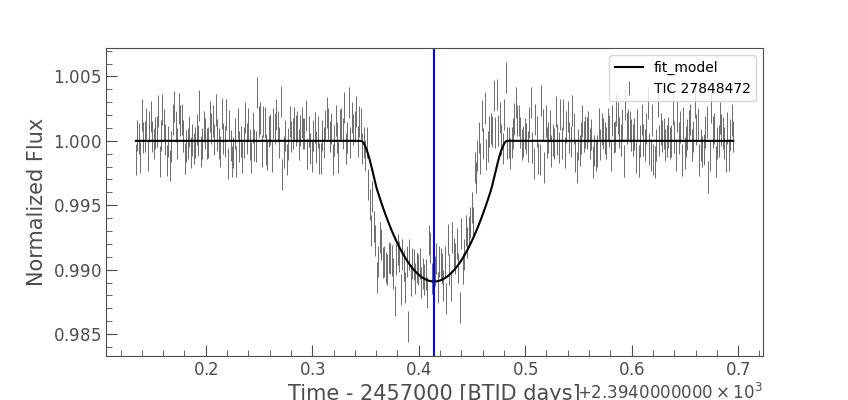 fit_model
TIC 27848472
1.005
1.000
0.995
0.990
0.985
Normalized Flux
0.2 0.3 0.4 0.5 0.6 0.7
Time - 2457000 [BTJD days]
+2.3940000000 × 10³